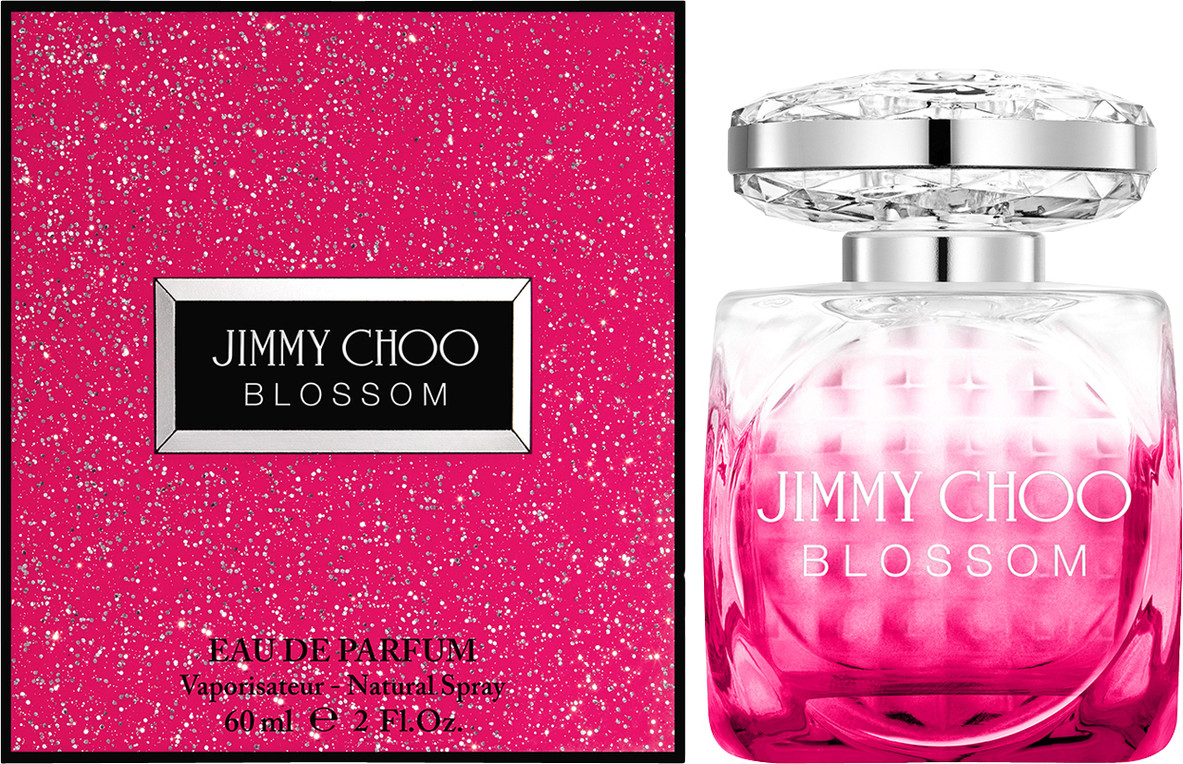 JIMMY CHOO
BLOSSOM
EAU DE PARFUM
Vaporisateur - Natural Spray
60 ml ℮ 2 Fl.Oz.
JIMMY CHOO
BLOSSOM